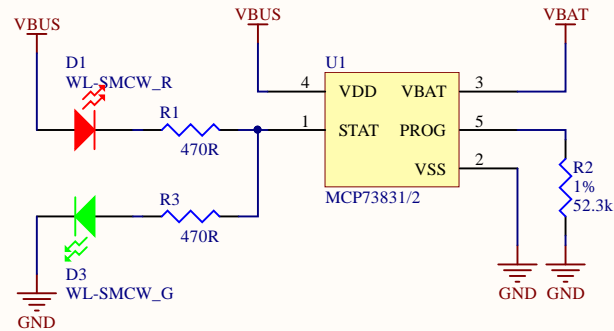 VBUS
VBUS
VBAT
D1
WL-SMCW_R
U1
R1
470R
4
VDD
VBAT
3
1
STAT
PROG
5
VSS
2
MCP73831/2
R2
1%
52.3k
R3
470R
D3
WL-SMCW_G
GND
GND
GND